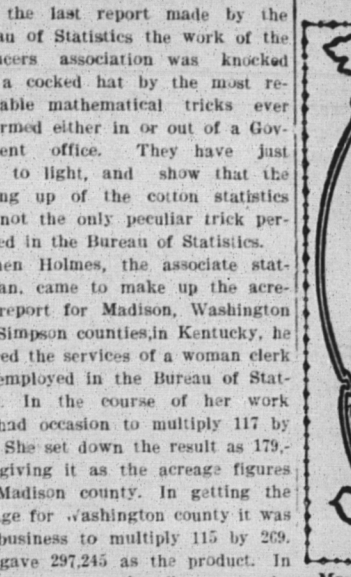 the last report made by the
au of Statistics the work of the
ucers association was knocked
a cocked hat by the most re-
able mathematical tricks ever
ormed either in or out of a Gov-
ent office. They have just
to light, and show that the
ng up of the cotton statistics
not the only peculiar trick per-
ed in the Bureau of Statistics.
hen Holmes, the associate stat-
an, came to make up the acre-
report for Madison, Washington
Simpson counties,in Kentucky, he
ed the services of a woman clerk
employed in the Bureau of Stat-
. In the course of her work
had occasion to multiply 117 by
She set down the result as 179,-
giving it as the acreage figures
Madison county. In getting the
ge for Washington county it was
business to multiply 115 by 269.
gave 297,245 as the product. In